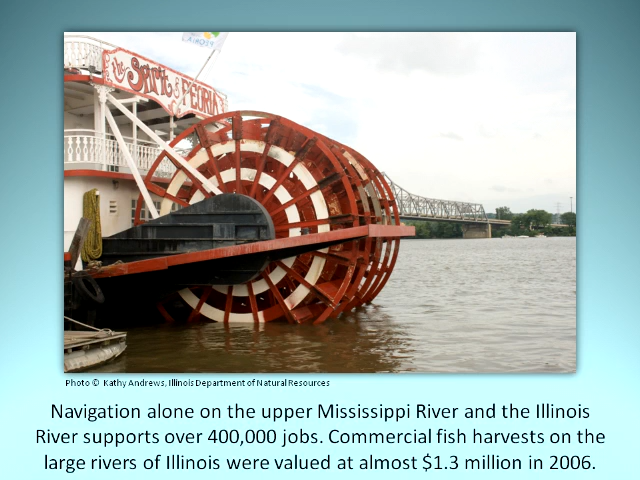 the Spirit of PEORIA
Photo © Kathy Andrews, Illinois Department of Natural Resources
Navigation alone on the upper Mississippi River and the Illinois
River supports over 400,000 jobs. Commercial fish harvests on the
large rivers of Illinois were valued at almost $1.3 million in 2006.